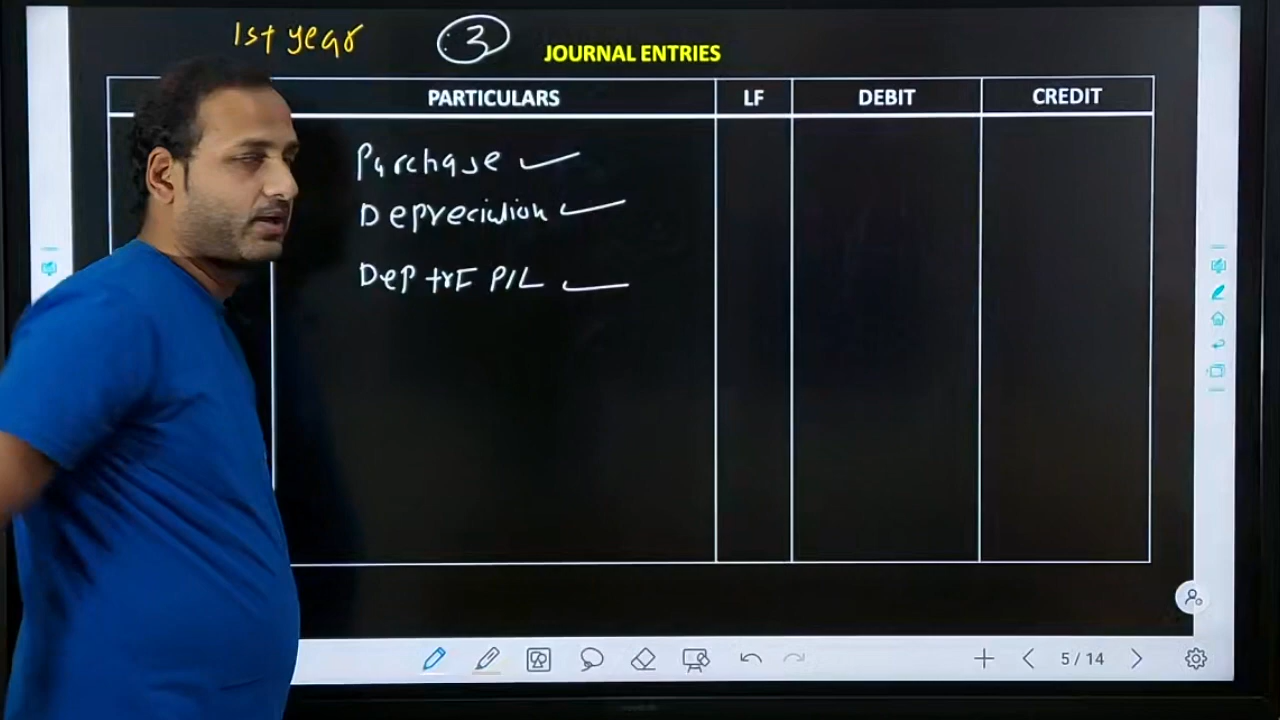 1st year 3 JOURNAL ENTRIES
PARTICULARS LF DEBIT CREDIT
Purchase
Depreciation
Dep trf P/L
5 / 14